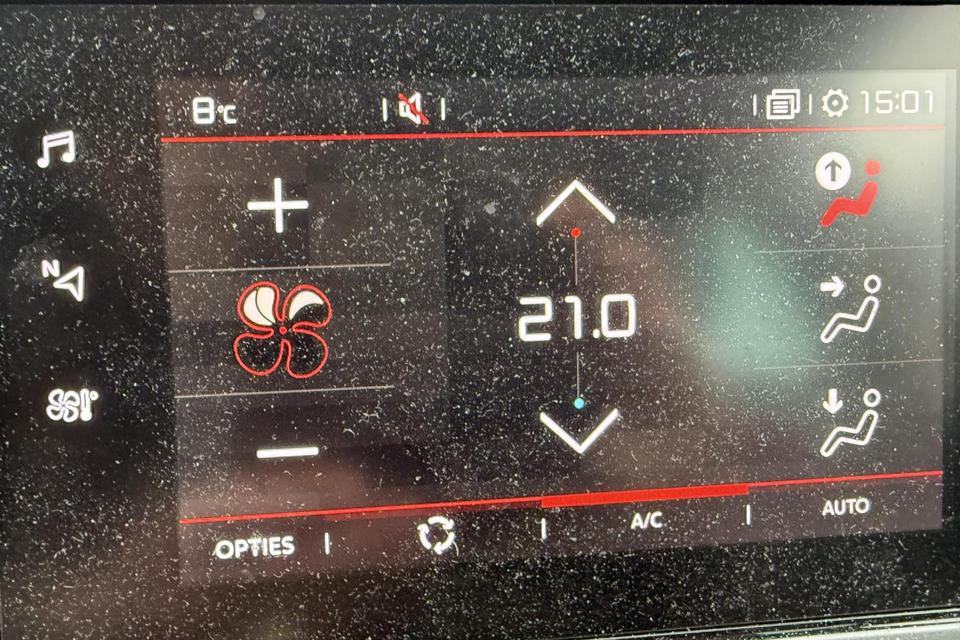 8°C
15:01
N
21.0
OPTIES
A/C
AUTO